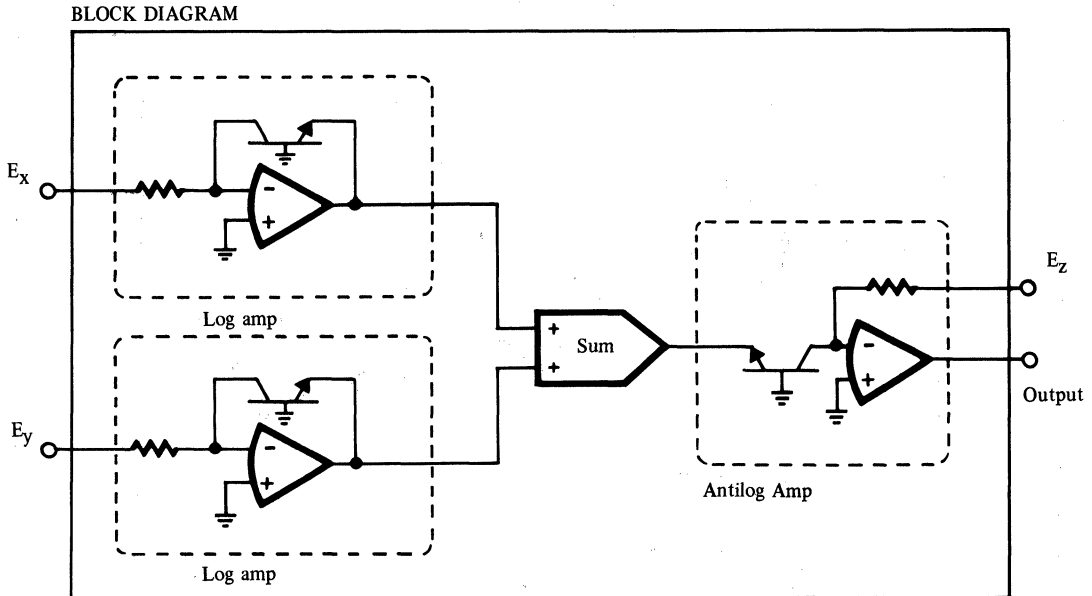 BLOCK DIAGRAM
Ex
-
+
Log amp
Ey
-
+
Log amp
+
+
Sum
Ez
-
+
Output
Antilog Amp